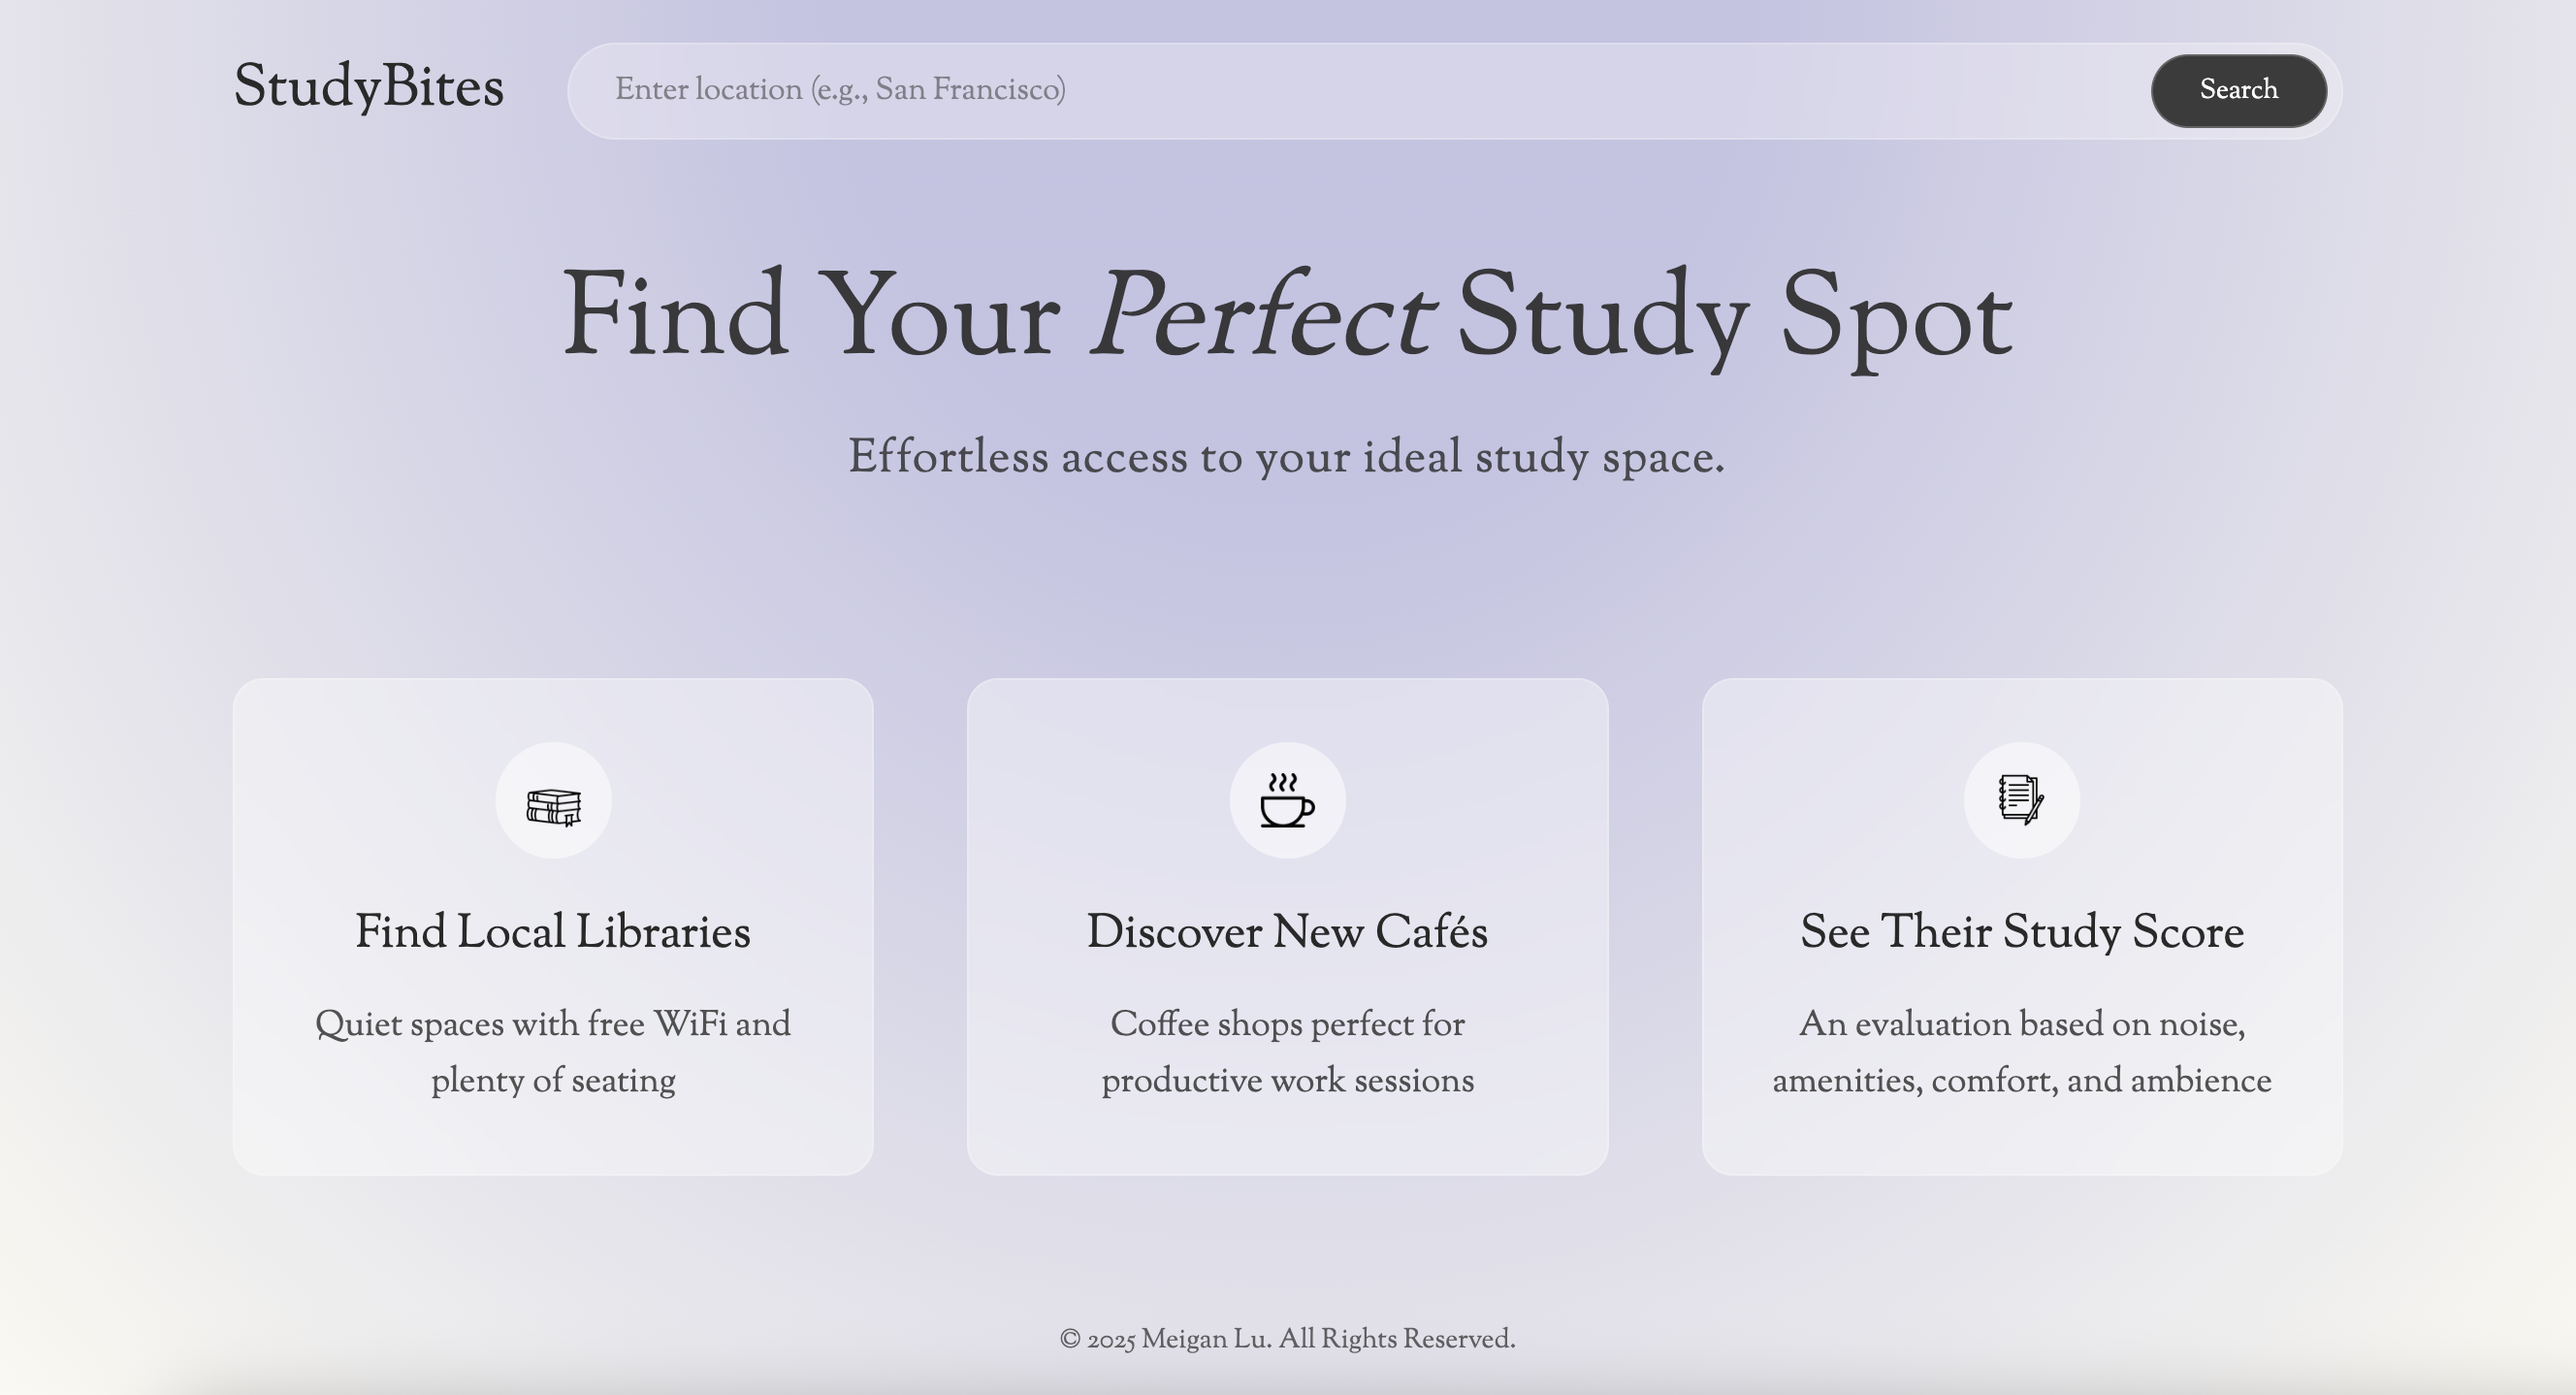 StudyBites
Enter location (e.g., San Francisco)
Search
Find Your Perfect Study Spot
Effortless access to your ideal study space.
Find Local Libraries
Quiet spaces with free WiFi and
plenty of seating
Discover New Cafés
Coffee shops perfect for
productive work sessions
See Their Study Score
An evaluation based on noise,
amenities, comfort, and ambience
© 2025 Meigan Lu. All Rights Reserved.